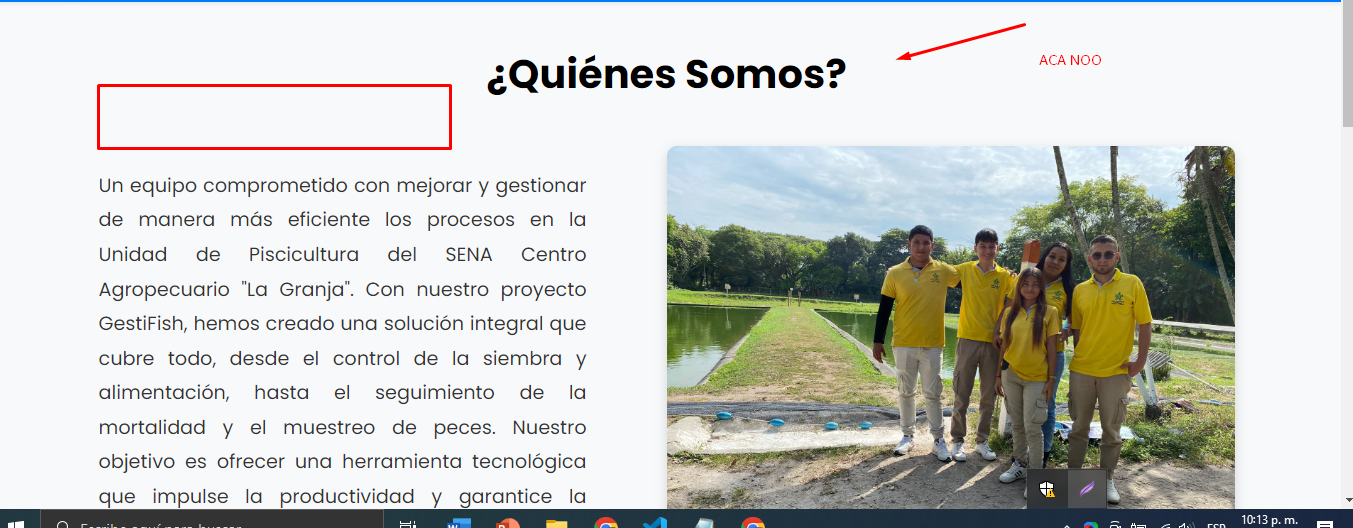 ¿Quiénes Somos?
ACA NOO
Un equipo comprometido con mejorar y gestionar
de manera más eficiente los procesos en la
Unidad de Piscicultura del SENA Centro
Agropecuario "La Granja". Con nuestro proyecto
GestiFish, hemos creado una solución integral que
cubre todo, desde el control de la siembra y
alimentación, hasta el seguimiento de la
mortalidad y el muestreo de peces. Nuestro
objetivo es ofrecer una herramienta tecnológica
que impulse la productividad y garantice la
Escribe aquí para buscar
ESP
10:13 p. m.